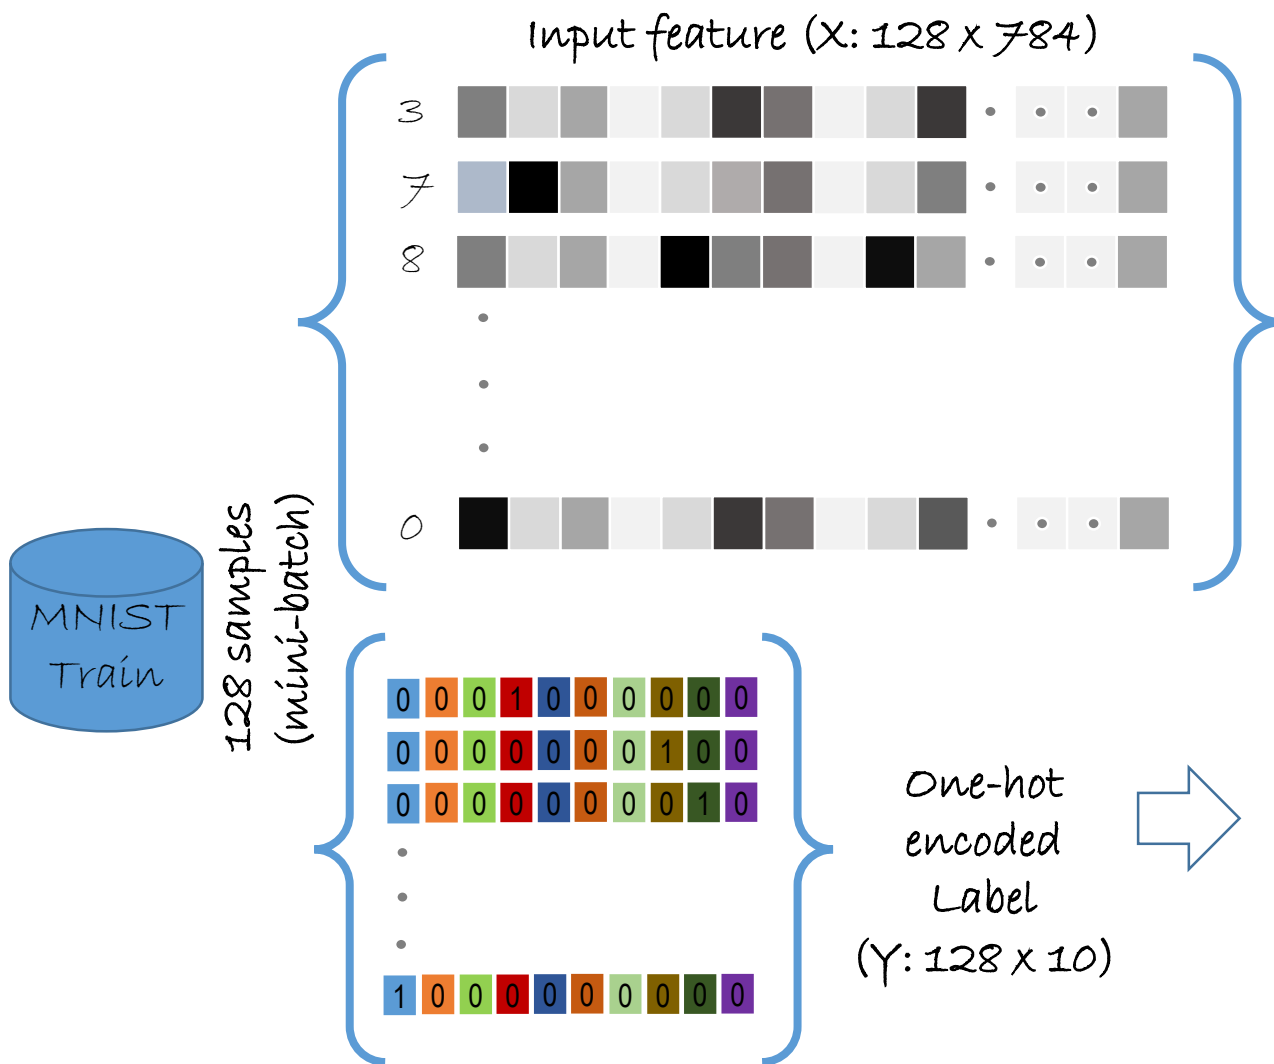 Input feature (X: 128 x 784)
3
7
8
0
MNIST
Train
128 samples
(mini-batch)
0 0 0 1 0 0 0 0 0 0
0 0 0 0 0 0 0 1 0 0
0 0 0 0 0 0 0 0 1 0
1 0 0 0 0 0 0 0 0 0
One-hot
encoded
Label
(Y: 128 x 10)